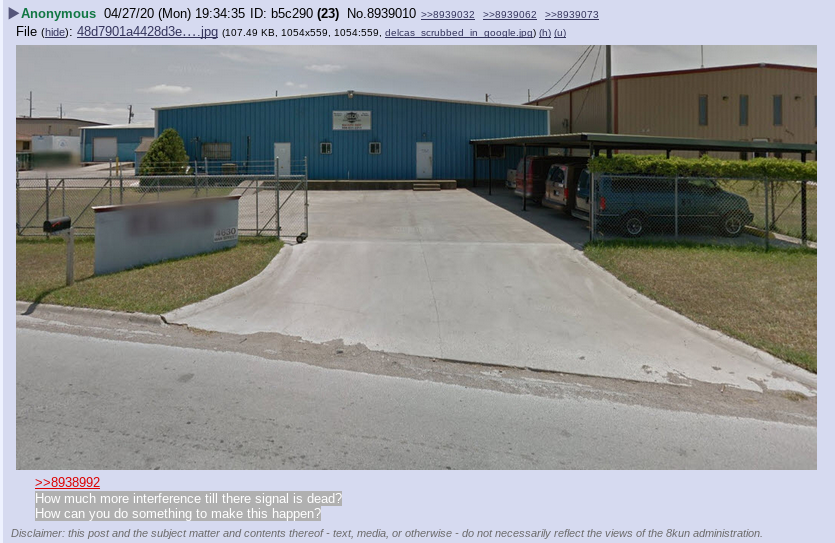 Anonymous 04/27/20 (Mon) 19:34:35 ID: b5c290 (23) No.8939010 >>8939032 >>8939062 >>8939073
File (hide): 48d7901a4428d3e….jpg (107.49 KB, 1054x559, 1054:559, delcas_scrubbed_in_google.jpg) (h) (u)
4630
>>8938992
How much more interference till there signal is dead?
How can you do something to make this happen?
Disclaimer: this post and the subject matter and contents thereof - text, media, or otherwise - do not necessarily reflect the views of the 8kun administration.